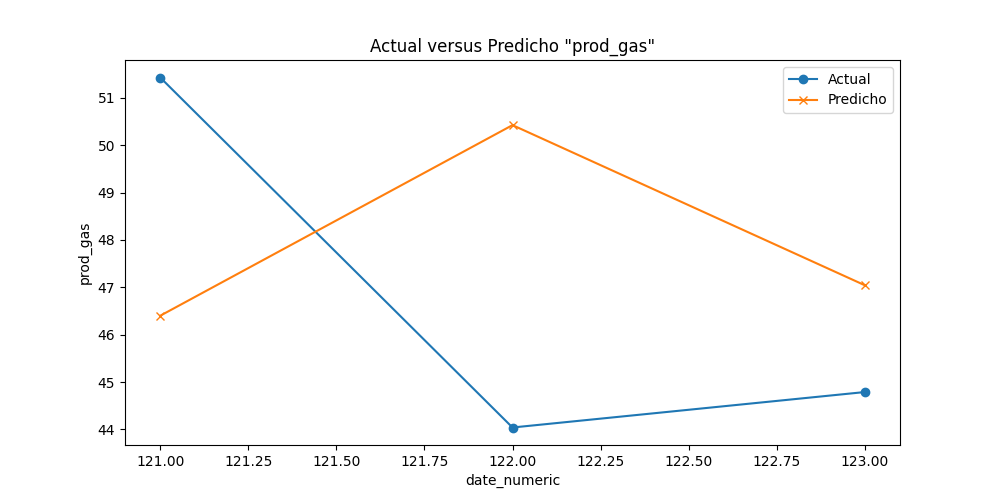 Actual versus Predicho "prod_gas"
Actual
Predicho
prod_gas
51
50
49
48
47
46
45
44
121.00 121.25 121.50 121.75 122.00 122.25 122.50 122.75 123.00
date_numeric